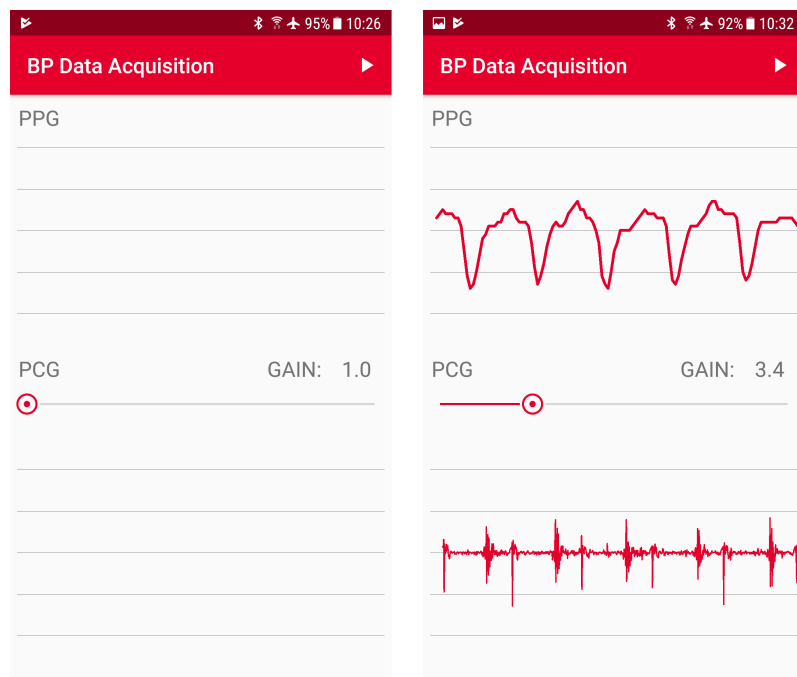 95% 10:26
BP Data Acquisition
PPG
PCG GAIN: 1.0
92% 10:32
BP Data Acquisition
PPG
PCG GAIN: 3.4